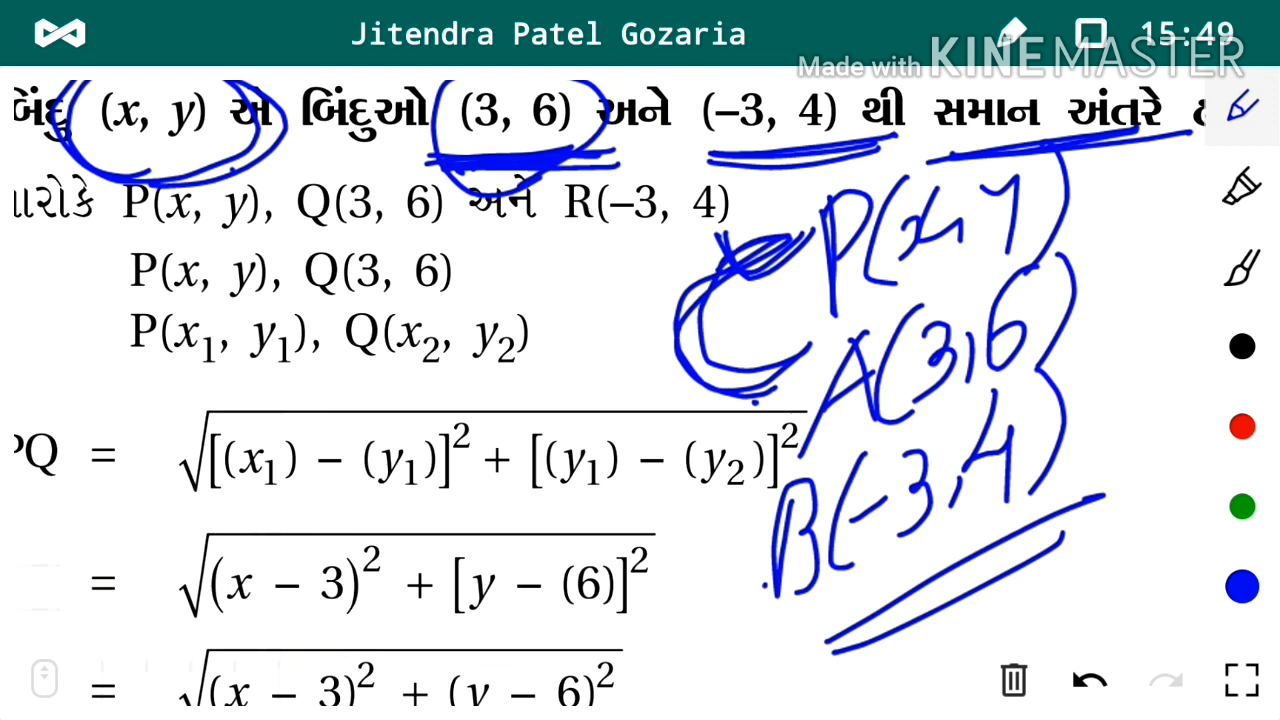 Jitendra Patel Gozaria
15:49
Made with KINEMASTER
બિંદુ (x, y) એ બિંદુઓ (3, 6) અને (–3, 4) થી સમાન અંતરે
P(x, y), Q(3, 6) અને R(–3, 4)
P(x, y), Q(3, 6)
P(x₁, y₁), Q(x₂, y₂)
PQ = √[(x₁) – (y₁)]² + [(y₁) – (y₂)]²
= √(x – 3)² + [y – (6)]²
= √(x – 3)² + (y – 6)²
P(x, y)
A(3, 6)
B(-3, 4)